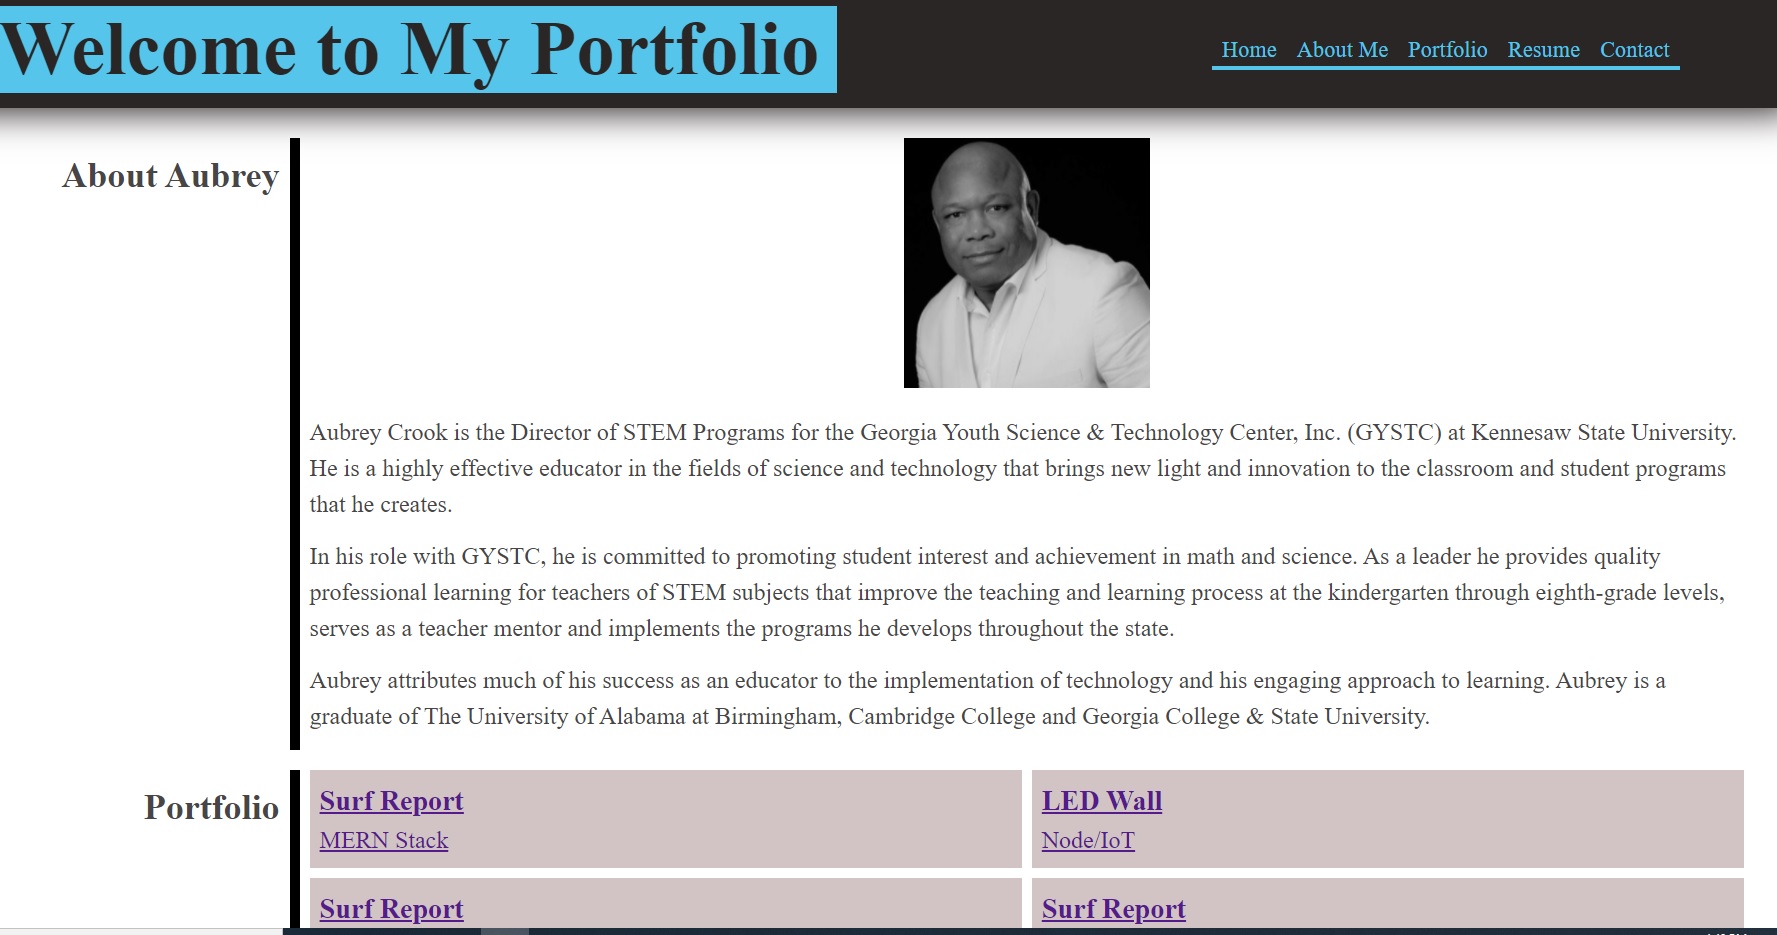 Welcome to My Portfolio
Home About Me Portfolio Resume Contact
About Aubrey
Aubrey Crook is the Director of STEM Programs for the Georgia Youth Science & Technology Center, Inc. (GYSTC) at Kennesaw State University.
He is a highly effective educator in the fields of science and technology that brings new light and innovation to the classroom and student programs
that he creates.
In his role with GYSTC, he is committed to promoting student interest and achievement in math and science. As a leader he provides quality
professional learning for teachers of STEM subjects that improve the teaching and learning process at the kindergarten through eighth-grade levels,
serves as a teacher mentor and implements the programs he develops throughout the state.
Aubrey attributes much of his success as an educator to the implementation of technology and his engaging approach to learning. Aubrey is a
graduate of The University of Alabama at Birmingham, Cambridge College and Georgia College & State University.
Portfolio
Surf Report
MERN Stack
LED Wall
Node/IoT
Surf Report
Surf Report